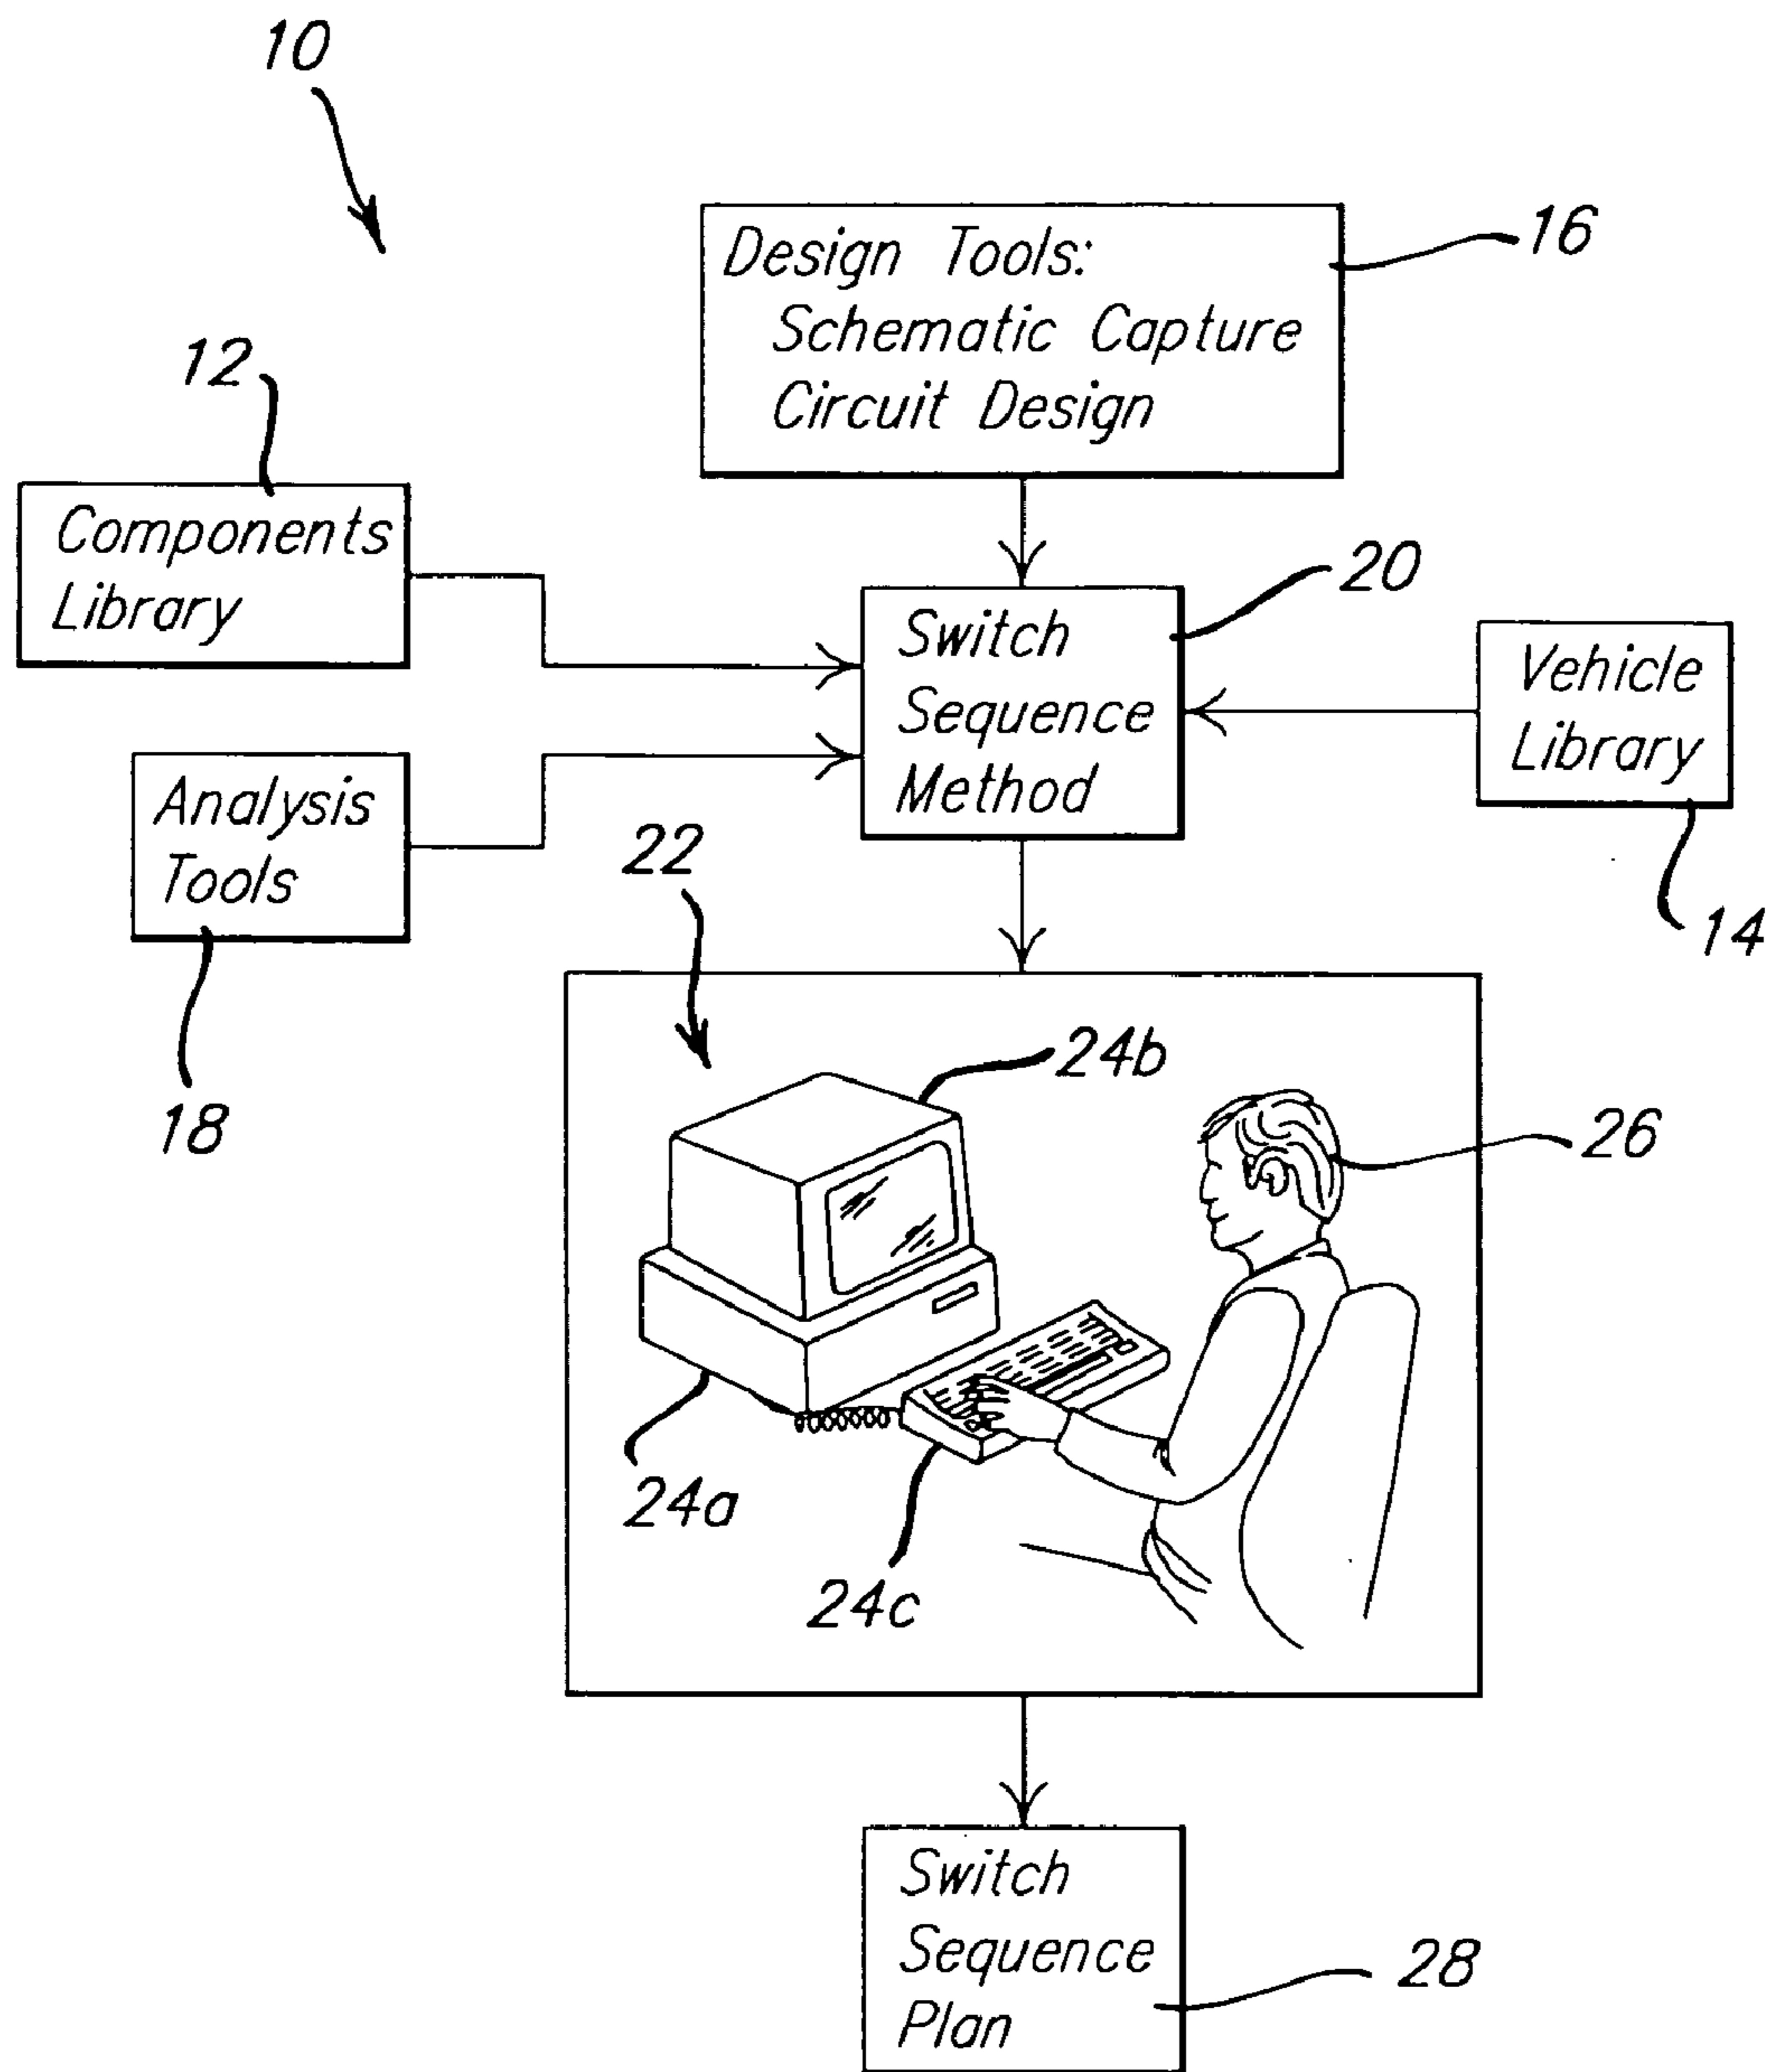 10
16
Design Tools:
Schematic Capture
Circuit Design
12
Components
Library
20
Switch
Sequence
Method
Vehicle
Library
14
Analysis
Tools
18
22
24b
26
24a
24c
Switch
Sequence
Plan
28